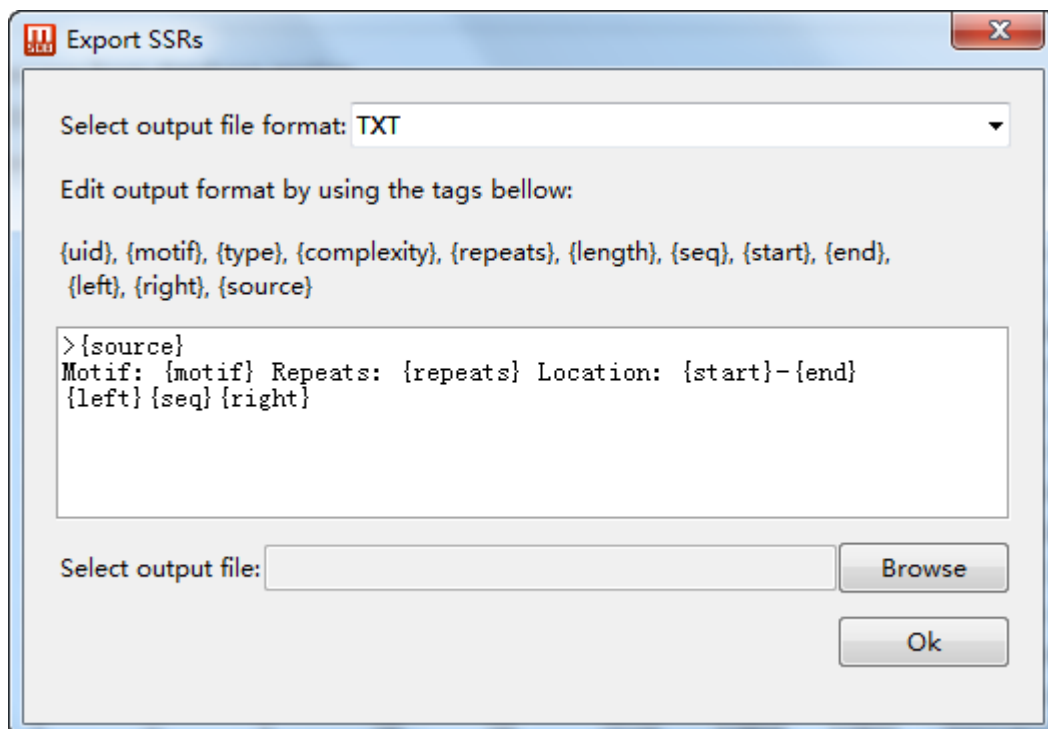 Export SSRs
Select output file format: TXT
Edit output format by using the tags bellow:
{uid}, {motif}, {type}, {complexity}, {repeats}, {length}, {seq}, {start}, {end},
{left}, {right}, {source}
>{source}
Motif: {motif} Repeats: {repeats} Location: {start}-{end}
{left}{seq}{right}
Select output file:
Browse
Ok